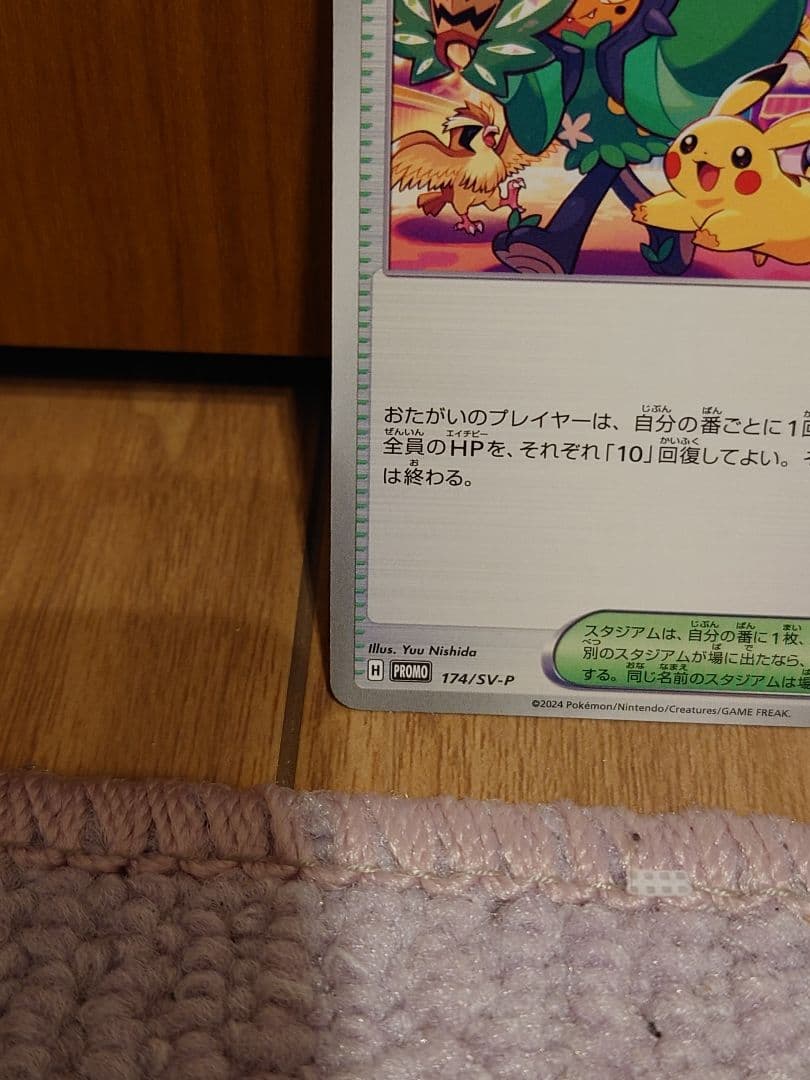 おたがいのプレイヤーは、自分の番ごとに1回
全員のHPを、それぞれ「10」回復してよい。
は終わる。
Illus. Yuu Nishida
H PROMO 174/SV-P
スタジアムは、自分の番に1枚、
別のスタジアムが場に出たなら、
する。同じ名前のスタジアムは場
©2024 Pokémon/Nintendo/Creatures/GAME FREAK.